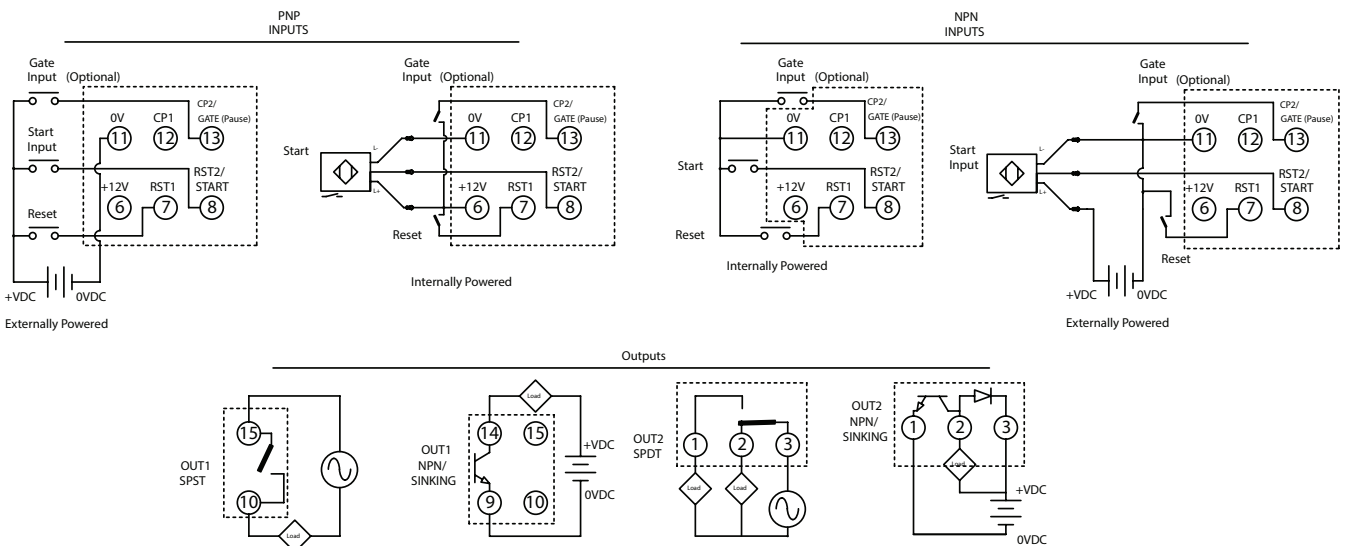 PNP
INPUTS
Gate
Input (Optional)
CP2/
0V CP1 GATE (Pause)
11 12 13
Start
Input
RST2/
+12V RST1 START
6 7 8
Reset
+VDC 0VDC
Externally Powered
Gate
Input (Optional)
CP2/
0V CP1 GATE (Pause)
11 12 13
Start
L-
L+
RST2/
+12V RST1 START
6 7 8
Reset
Internally Powered
NPN
INPUTS
Gate
Input (Optional)
CP2/
0V CP1 GATE (Pause)
11 12 13
Start
RST2/
+12V RST1 START
6 7 8
Reset
Internally Powered
Gate
Input (Optional)
CP2/
0V CP1 GATE (Pause)
11 12 13
Start
Input
L-
L+
RST2/
+12V RST1 START
6 7 8
Reset
+VDC 0VDC
Externally Powered
Outputs
15
OUT1
SPST
10
Load
Load
14 15
OUT1
NPN/
SINKING
+VDC
0VDC
9 10
OUT2
SPDT
1 2 3
Load Load
OUT2
NPN/
SINKING
1 2 3
Load
+VDC
0VDC